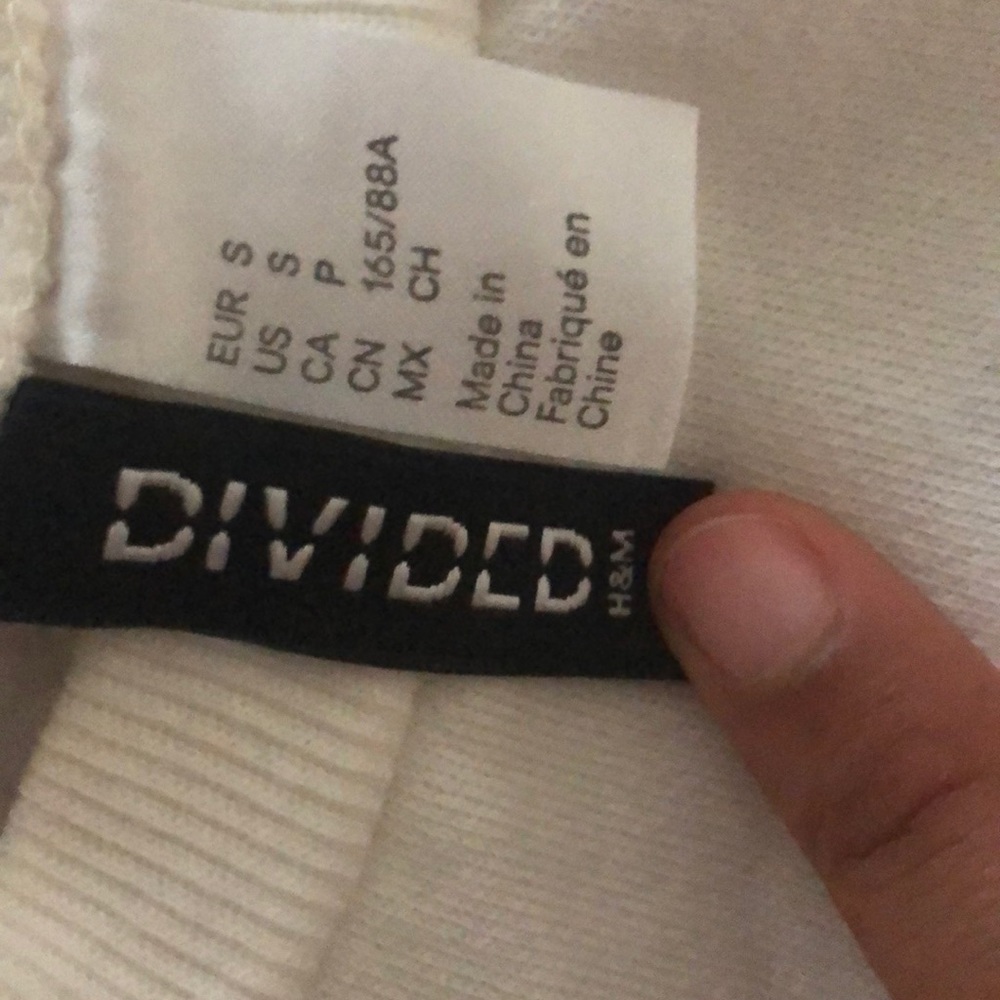 EUR S
US S
CA P
CN 165/88A
MX CH
Made in
China
Fabriqué en
Chine
DIVIDED
H&M